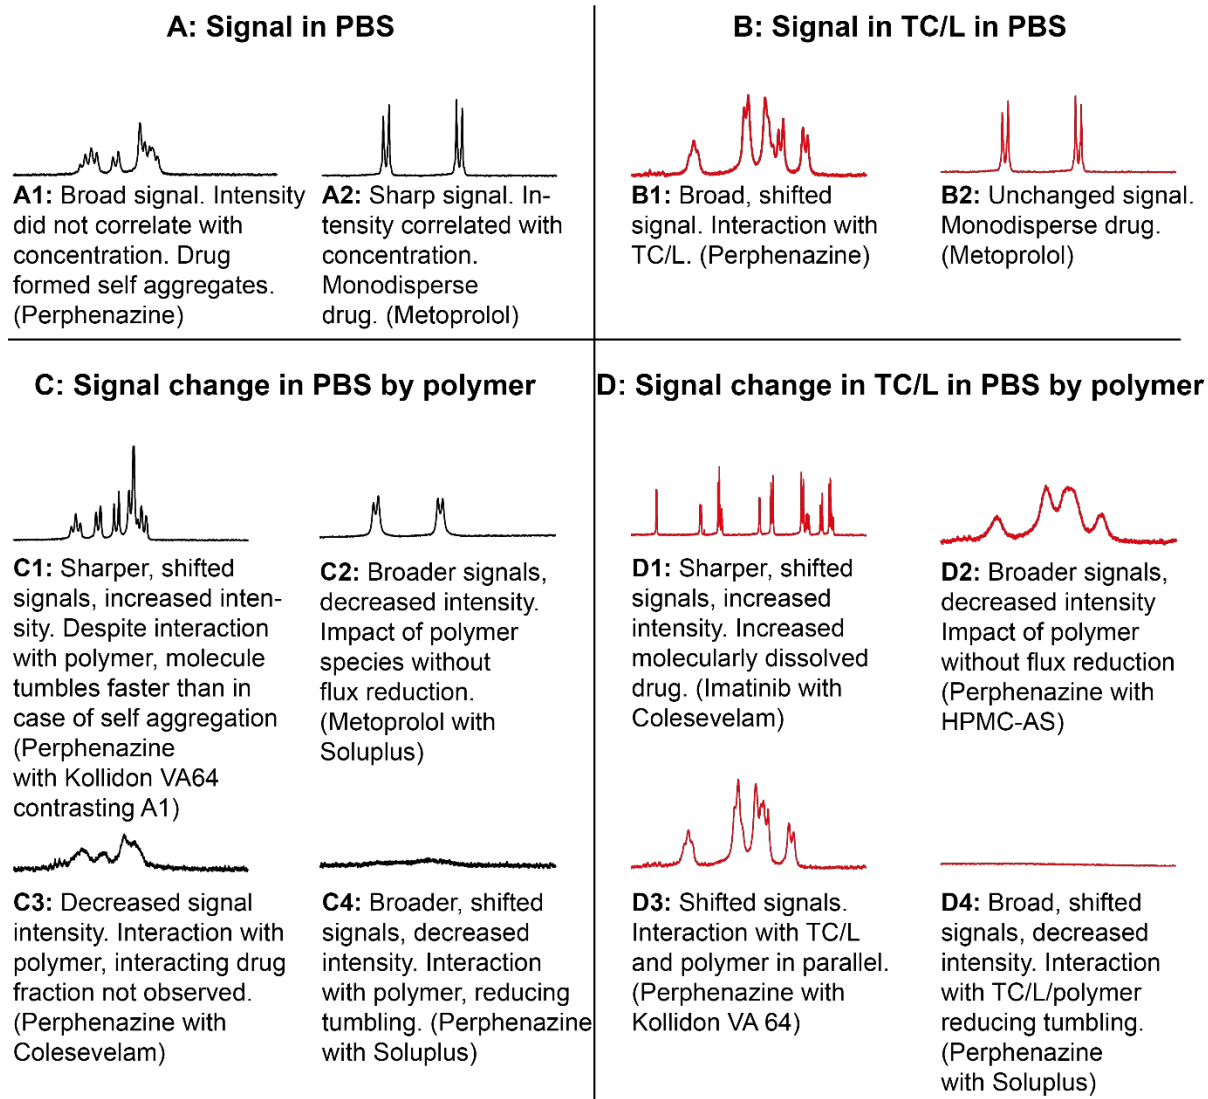 A: Signal in PBS
B: Signal in TC/L in PBS
A1: Broad signal. Intensity
did not correlate with
concentration. Drug
formed self aggregates.
(Perphenazine)
A2: Sharp signal. In-
tensity correlated with
concentration.
Monodisperse
drug. (Metoprolol)
B1: Broad, shifted
signal. Interaction with
TC/L. (Perphenazine)
B2: Unchanged signal.
Monodisperse drug.
(Metoprolol)
C: Signal change in PBS by polymer
D: Signal change in TC/L in PBS by polymer
C1: Sharper, shifted
signals, increased inten-
sity. Despite interaction
with polymer, molecule
tumbles faster than in
case of self aggregation
(Perphenazine
with Kollidon VA64
contrasting A1)
C2: Broader signals,
decreased intensity.
Impact of polymer
species without
flux reduction.
(Metoprolol with
Soluplus)
D1: Sharper, shifted
signals, increased
intensity. Increased
molecularly dissolved
drug. (Imatinib with
Colesevelam)
D2: Broader signals,
decreased intensity
Impact of polymer
without flux reduction
(Perphenazine with
HPMC-AS)
C3: Decreased signal
intensity. Interaction with
polymer, interacting drug
fraction not observed.
(Perphenazine with
Colesevelam)
C4: Broader, shifted
signals, decreased
intensity. Interaction
with polymer, reducing
tumbling. (Perphenazine
with Soluplus)
D3: Shifted signals.
Interaction with TC/L
and polymer in parallel.
(Perphenazine with
Kollidon VA 64)
D4: Broad, shifted
signals, decreased
intensity. Interaction
with TC/L/polymer
reducing tumbling.
(Perphenazine
with Soluplus)